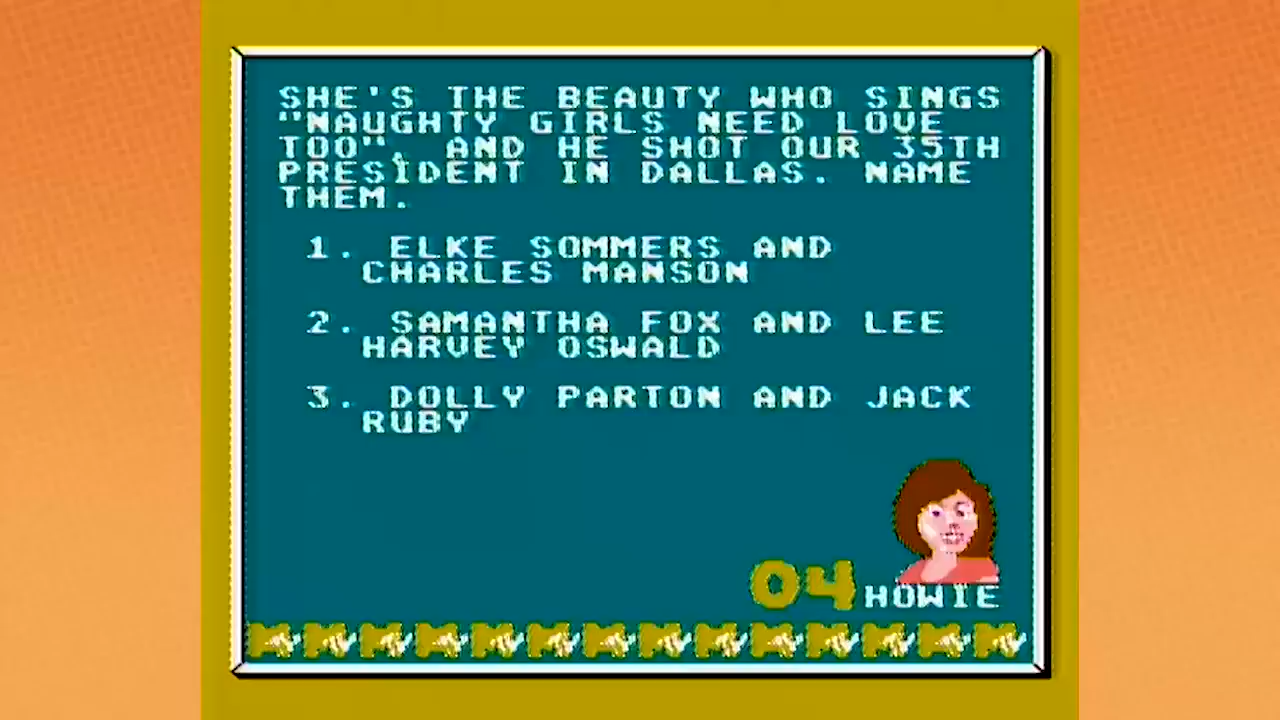 SHE'S THE BEAUTY WHO SINGS
"NAUGHTY GIRLS NEED LOVE
TOO", AND HE SHOT OUR 35TH
PRESIDENT IN DALLAS. NAME
THEM.
1. ELKE SOMMERS AND
CHARLES MANSON
2. SAMANTHA FOX AND LEE
HARVEY OSWALD
3. DOLLY PARTON AND JACK
RUBY
04 HOWIE